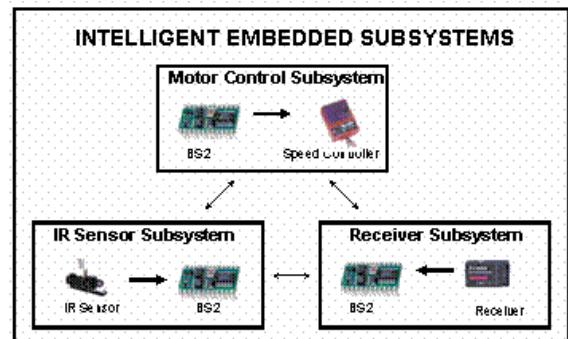 INTELLIGENT EMBEDDED SUBSYSTEMS
Motor Control Subsystem
BS2
Speed Controller
IR Sensor Subsystem
IR Sensor
BS2
Receiver Subsystem
BS2
Receiver